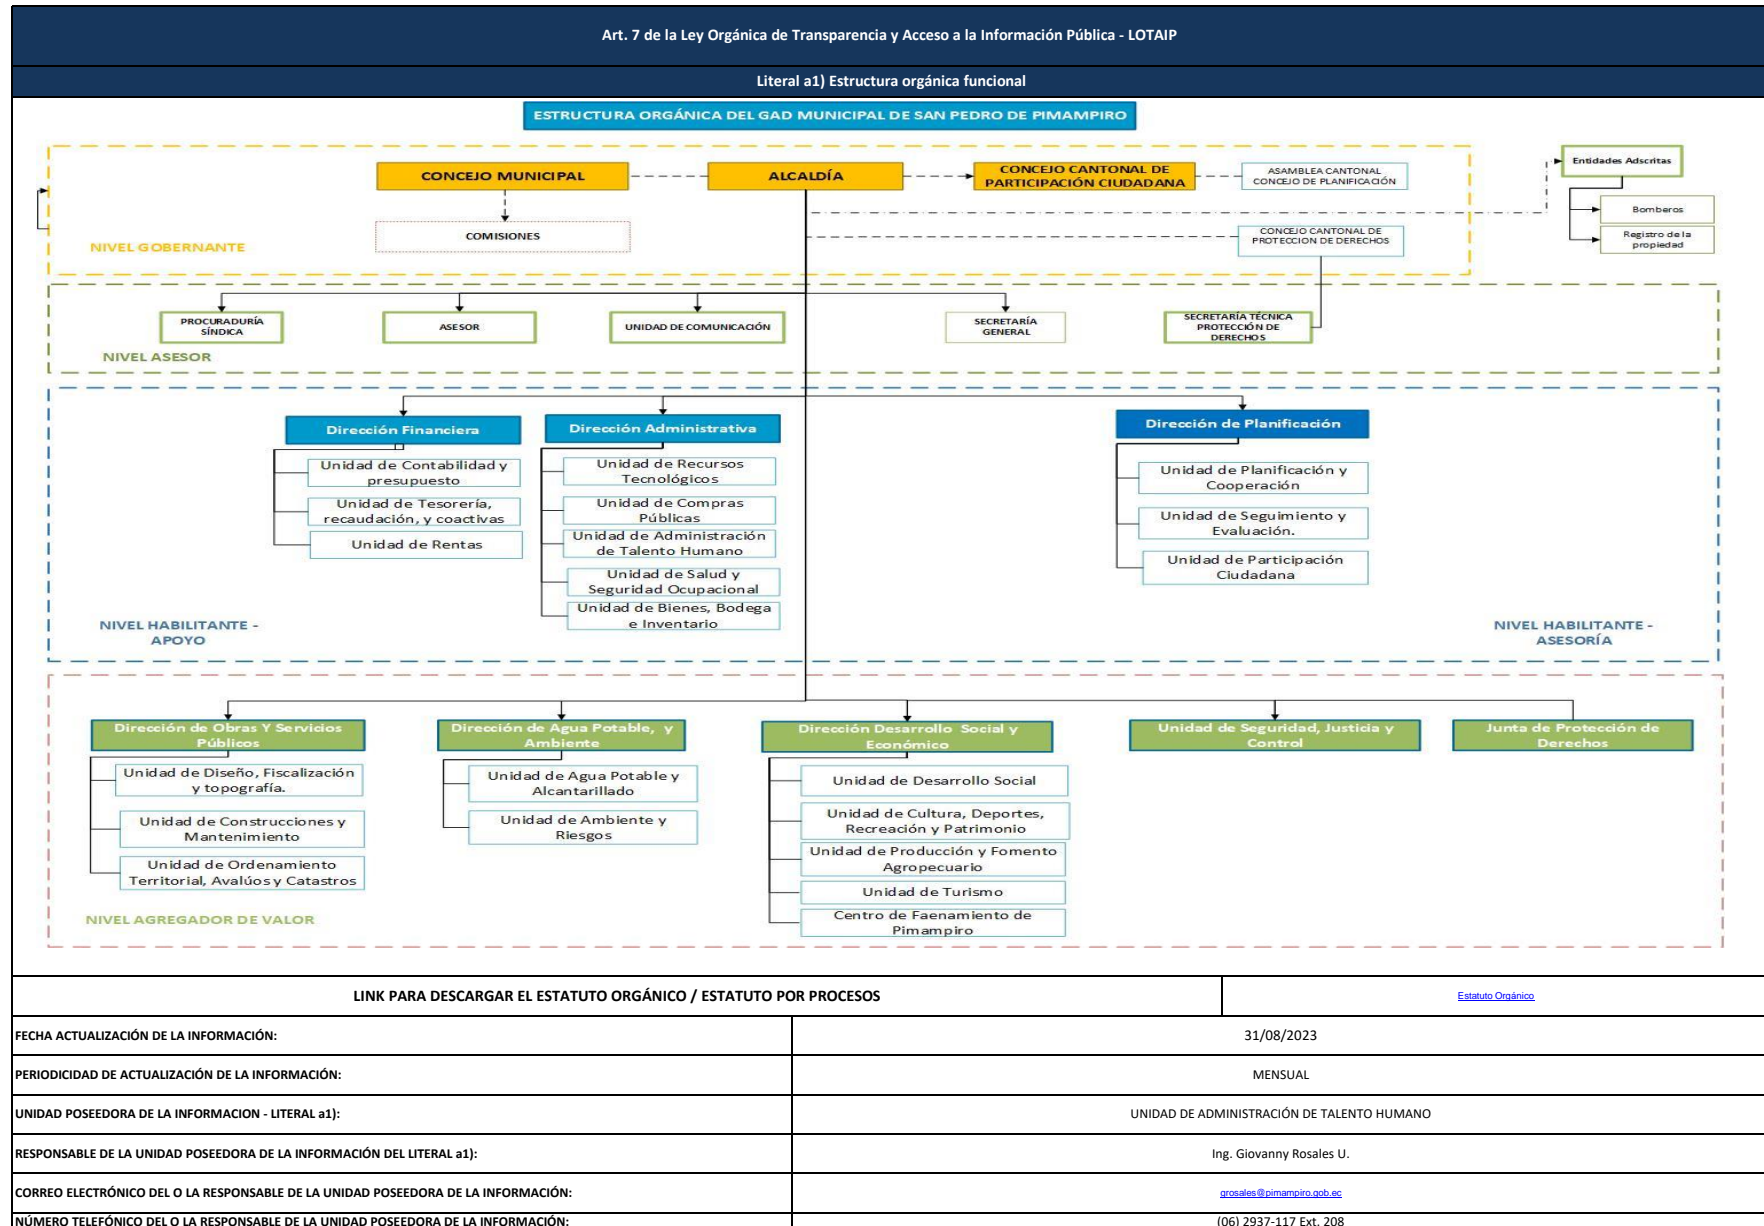 Art. 7 de la Ley Orgánica de Transparencia y Acceso a la Información Pública - LOTAIP
Literal a1) Estructura orgánica funcional
ESTRUCTURA ORGÁNICA DEL GAD MUNICIPAL DE SAN PEDRO DE PIMAMPIRO
CONCEJO MUNICIPAL
ALCALDÍA
CONCEJO CANTONAL DE
PARTICIPACIÓN CIUDADANA
ASAMBLEA CANTONAL
CONCEJO DE PLANIFICACIÓN
Entidades Adscritas
Bomberos
Registro de la
propiedad
COMISIONES
CONCEJO CANTONAL DE
PROTECCION DE DERECHOS
NIVEL GOBERNANTE
PROCURADURÍA
SÍNDICA
ASESOR
UNIDAD DE COMUNICACIÓN
SECRETARÍA
GENERAL
SECRETARÍA TÉCNICA
PROTECCIÓN DE
DERECHOS
NIVEL ASESOR
Dirección Financiera
Unidad de Contabilidad y
presupuesto
Unidad de Tesorería,
recaudación, y coactivas
Unidad de Rentas
Dirección Administrativa
Unidad de Recursos
Tecnológicos
Unidad de Compras
Públicas
Unidad de Administración
de Talento Humano
Unidad de Salud y
Seguridad Ocupacional
Unidad de Bienes, Bodega
e Inventario
Dirección de Planificación
Unidad de Planificación y
Cooperación
Unidad de Seguimiento y
Evaluación.
Unidad de Participación
Ciudadana
NIVEL HABILITANTE -
APOYO
NIVEL HABILITANTE -
ASESORÍA
Dirección de Obras Y Servicios
Públicos
Unidad de Diseño, Fiscalización
y topografía.
Unidad de Construcciones y
Mantenimiento
Unidad de Ordenamiento
Territorial, Avalúos y Catastros
Dirección de Agua Potable, y
Ambiente
Unidad de Agua Potable y
Alcantarillado
Unidad de Ambiente y
Riesgos
Dirección Desarrollo Social y
Económico
Unidad de Desarrollo Social
Unidad de Cultura, Deportes,
Recreación y Patrimonio
Unidad de Producción y Fomento
Agropecuario
Unidad de Turismo
Centro de Faenamiento de
Pimampiro
Unidad de Seguridad, Justicia y
Control
Junta de Protección de
Derechos
NIVEL AGREGADOR DE VALOR
LINK PARA DESCARGAR EL ESTATUTO ORGÁNICO / ESTATUTO POR PROCESOS
Estatuto Orgánico
FECHA ACTUALIZACIÓN DE LA INFORMACIÓN:
31/08/2023
PERIODICIDAD DE ACTUALIZACIÓN DE LA INFORMACIÓN:
MENSUAL
UNIDAD POSEEDORA DE LA INFORMACION - LITERAL a1):
UNIDAD DE ADMINISTRACIÓN DE TALENTO HUMANO
RESPONSABLE DE LA UNIDAD POSEEDORA DE LA INFORMACIÓN DEL LITERAL a1):
Ing. Giovanny Rosales U.
CORREO ELECTRÓNICO DEL O LA RESPONSABLE DE LA UNIDAD POSEEDORA DE LA INFORMACIÓN:
grosales@pimampiro.gob.ec
NÚMERO TELEFÓNICO DEL O LA RESPONSABLE DE LA UNIDAD POSEEDORA DE LA INFORMACIÓN:
(06) 2937-117 Ext. 208